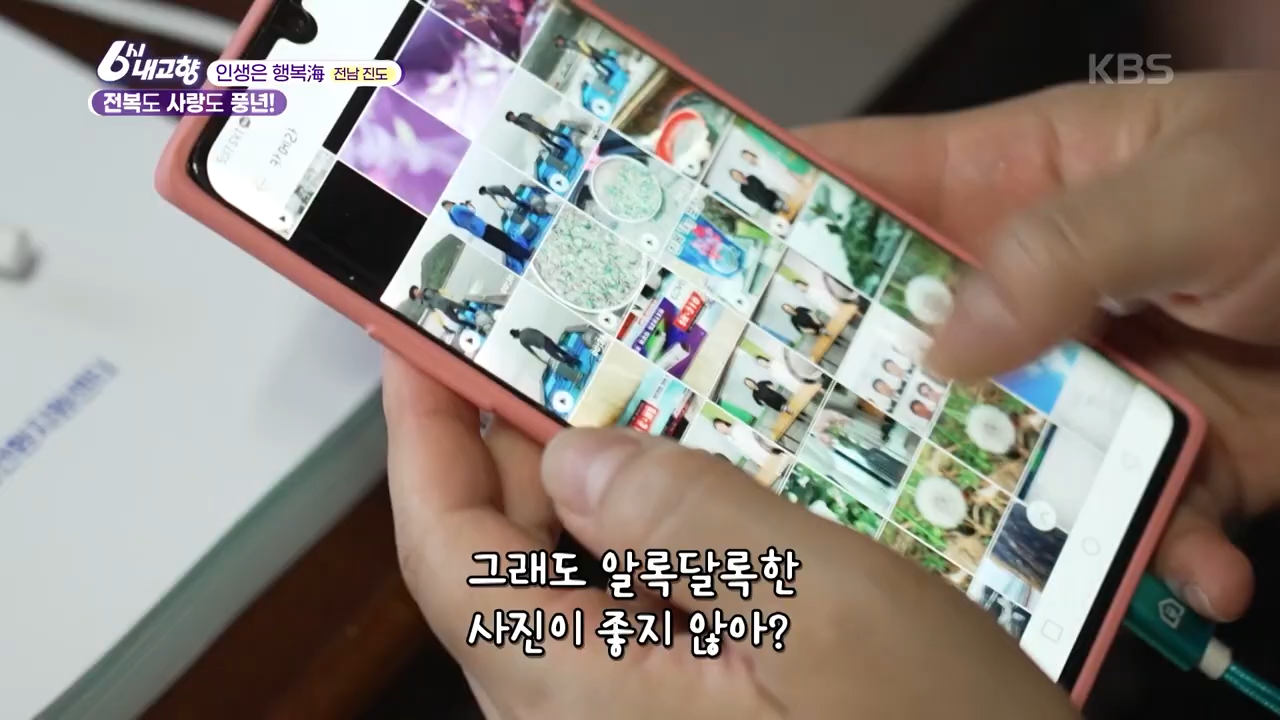 6시 내고향
인생은 행복海 전남 진도
전복도 사랑도 풍년!
KBS
그래도 알록달록한
사진이 좋지 않아?